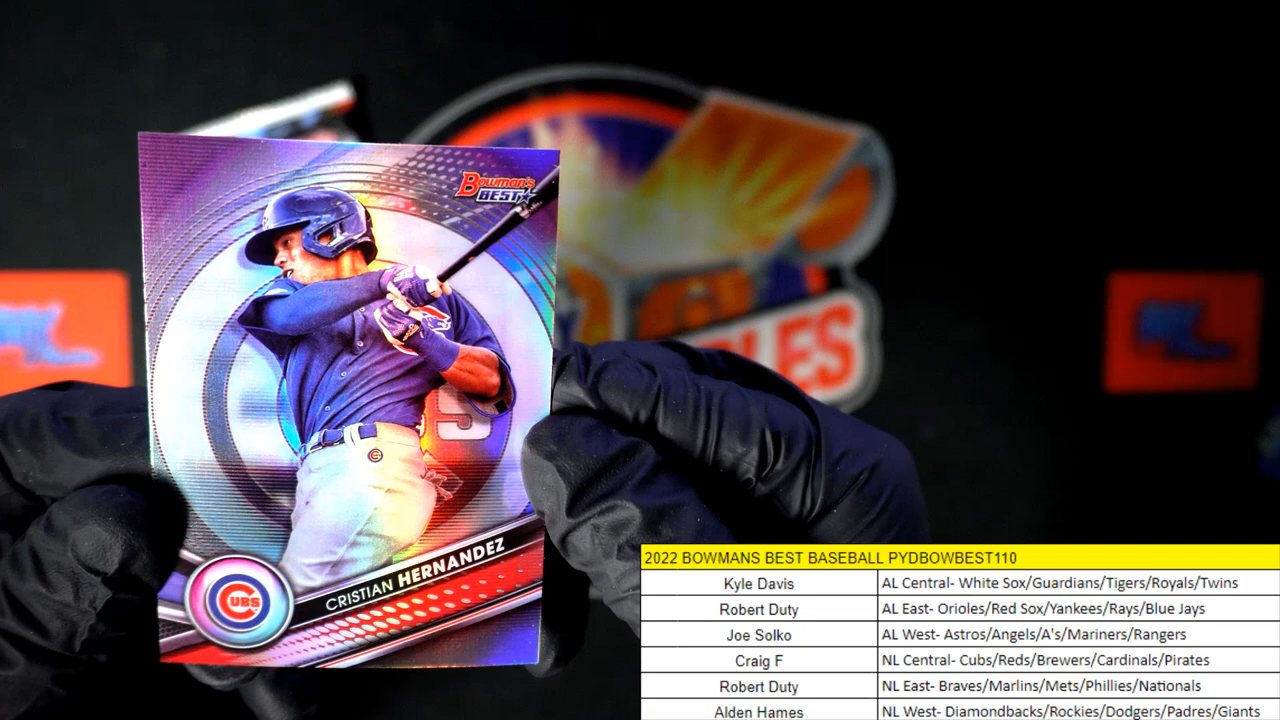 Bowman's
BEST
CRISTIAN HERNANDEZ
CUBS
LES
2022 BOWMANS BEST BASEBALL PYDBOWBEST110
Kyle Davis AL Central- White Sox/Guardians/Tigers/Royals/Twins
Robert Duty AL East- Orioles/Red Sox/Yankees/Rays/Blue Jays
Joe Solko AL West- Astros/Angels/A's/Mariners/Rangers
Craig F NL Central- Cubs/Reds/Brewers/Cardinals/Pirates
Robert Duty NL East- Braves/Marlins/Mets/Phillies/Nationals
Alden Hames NL West- Diamondbacks/Rockies/Dodgers/Padres/Giants